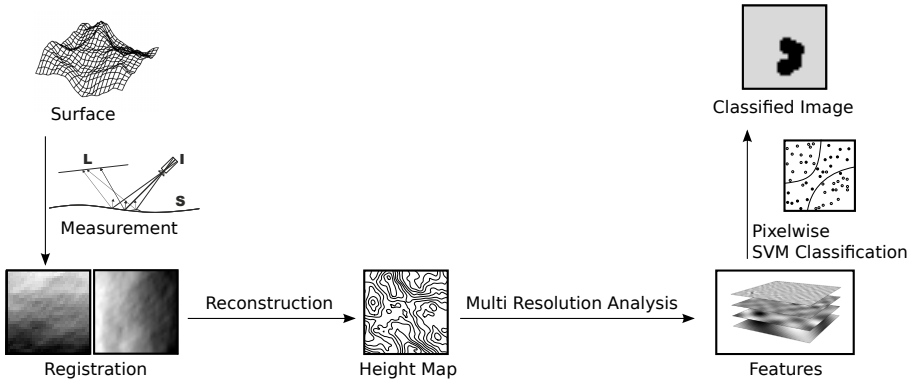 Surface
L
I
S
Measurement
Registration
Reconstruction
Height Map
Multi Resolution Analysis
Features
Pixelwise
SVM Classification
Classified Image